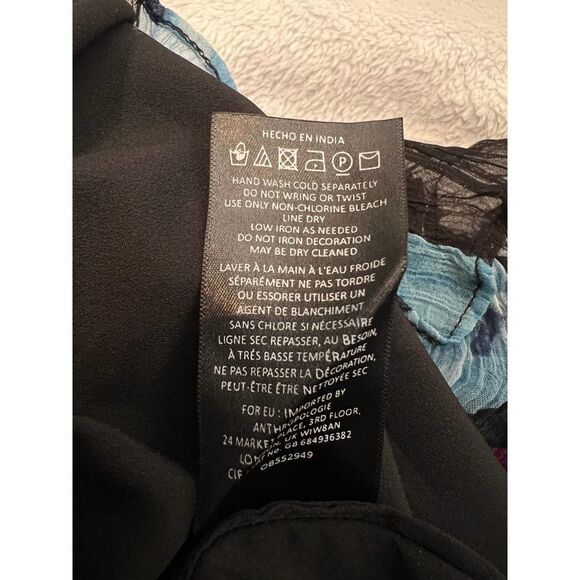 HECHO EN INDIA
HAND WASH COLD SEPARATELY
DO NOT WRING OR TWIST
USE ONLY NON-CHLORINE BLEACH
LINE DRY
LOW IRON AS NEEDED
DO NOT IRON DECORATION
MAY BE DRY CLEANED
LAVER À LA MAIN À L'EAU FROIDE
SÉPARÉMENT NE PAS TORDRE
OU ESSORER UTILISER UN
AGENT DE BLANCHIMENT
SANS CHLORE SI NÉCESSAIRE
LIGNE SEC REPASSER, AU BESOIN,
À TRÉS BASSE TEMPÉRATURE
NE PAS REPASSER LA DÉCORATION,
PEUT-ÊTRE ÊTRE NETTOYÉE SEC
FOR EU : IMPORTED BY
ANTHROPOLOGIE
24 MARKE PLACE, 3RD FLOOR,
UK W1W8AN
NO: GB 684936382
OB552949